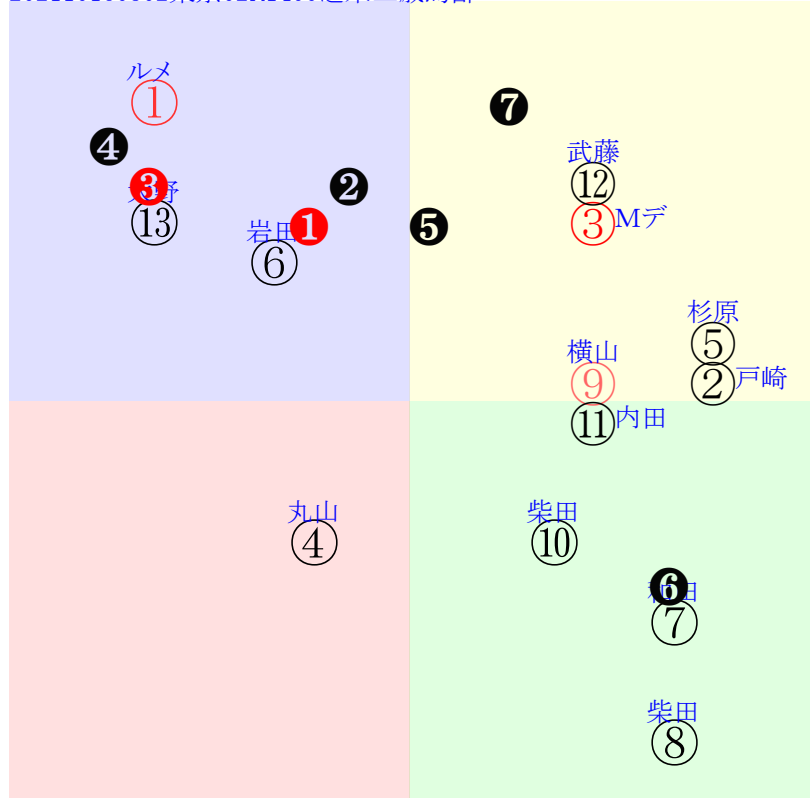 ルメ
①
❼
❹
武藤
❸
❷
⑫
⑬
③ Mデ
岩田
❶
❺
⑥
杉原
⑤
横山
⑨
② 戸崎
⑪ 内田
丸山
④
柴田
⑩
❻
⑦
柴田
⑧